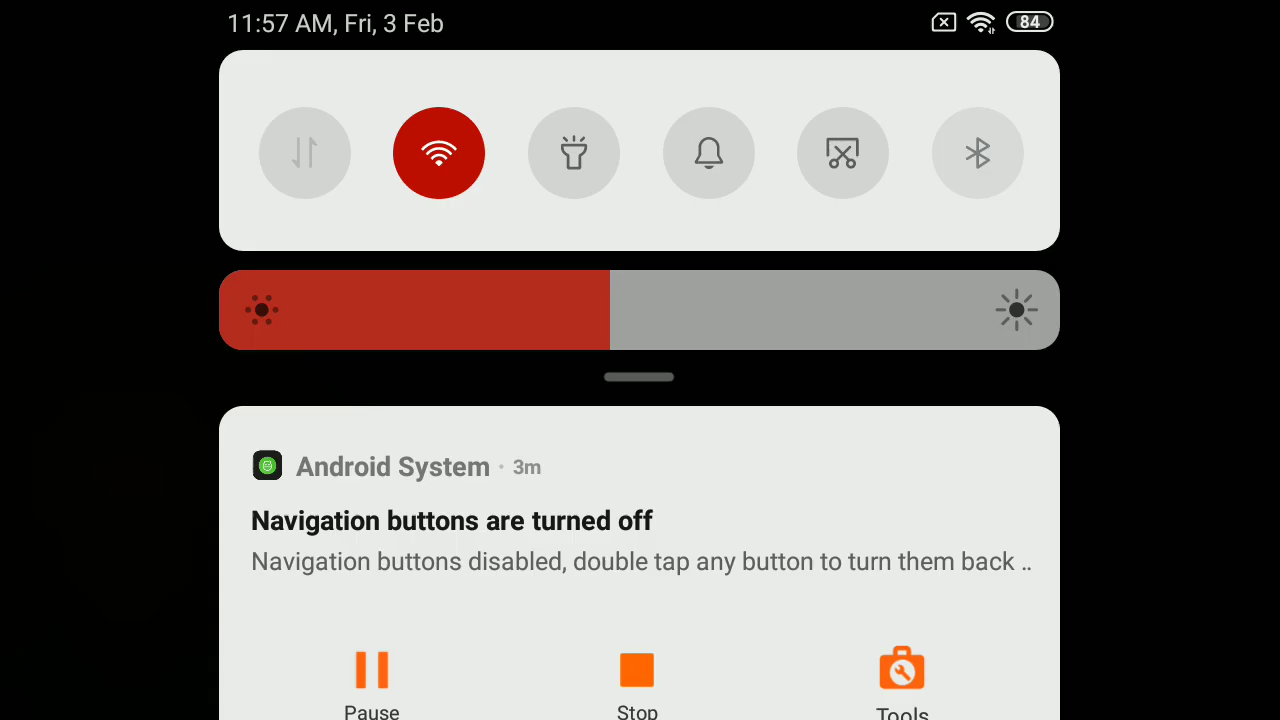 11:57 AM, Fri, 3 Feb
84
Android System • 3m
Navigation buttons are turned off
Navigation buttons disabled, double tap any button to turn them back ..
Pause
Stop
Tools